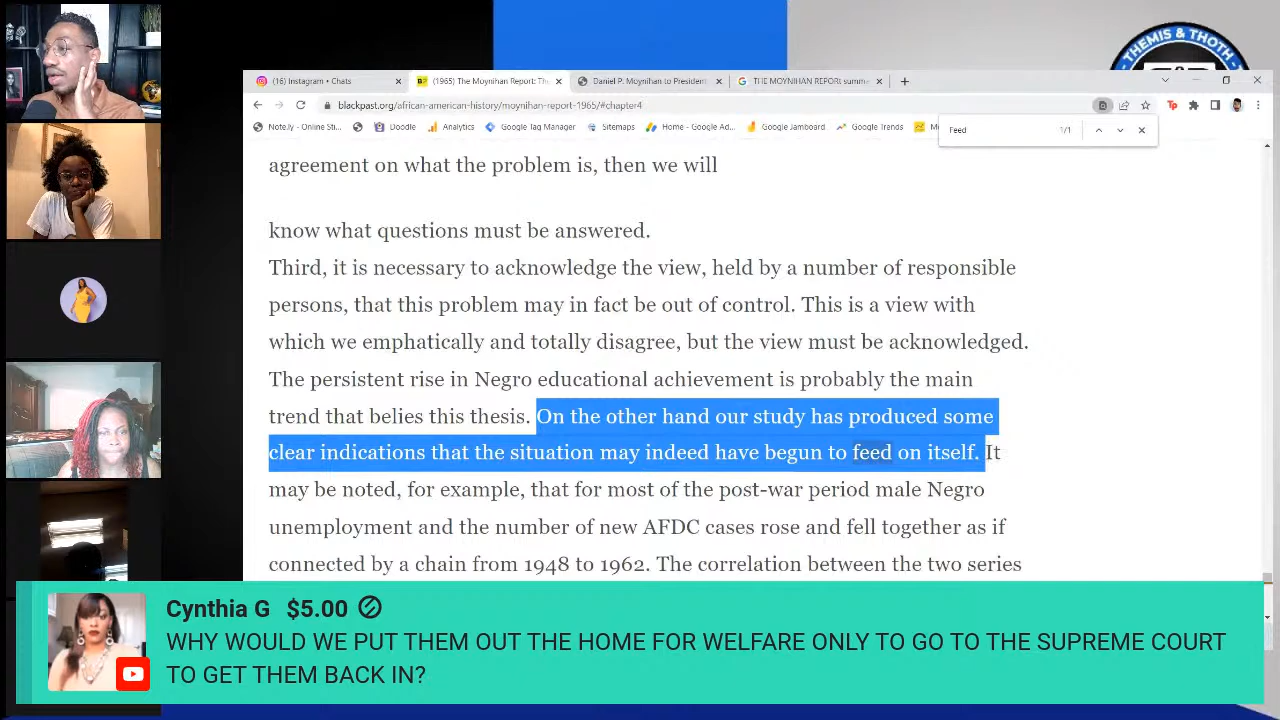 THEMIS & THOTH
(16) Instagram • Chats
(1965) The Moynihan Report: The
Daniel P. Moynihan to President
THE MOYNIHAN REPORT summ
blackpast.org/african-american-history/moynihan-report-1965/#chapter4
Note.ly - Online Sti...
Doodle
Analytics
Google Tag Manager
Sitemaps
Home - Google Ad...
Google Jamboard
Google Trends
Feed
1/1
agreement on what the problem is, then we will
know what questions must be answered.
Third, it is necessary to acknowledge the view, held by a number of responsible
persons, that this problem may in fact be out of control. This is a view with
which we emphatically and totally disagree, but the view must be acknowledged.
The persistent rise in Negro educational achievement is probably the main
trend that belies this thesis. On the other hand our study has produced some
clear indications that the situation may indeed have begun to feed on itself. It
may be noted, for example, that for most of the post-war period male Negro
unemployment and the number of new AFDC cases rose and fell together as if
connected by a chain from 1948 to 1962. The correlation between the two series
Cynthia G $5.00
WHY WOULD WE PUT THEM OUT THE HOME FOR WELFARE ONLY TO GO TO THE SUPREME COURT
TO GET THEM BACK IN?